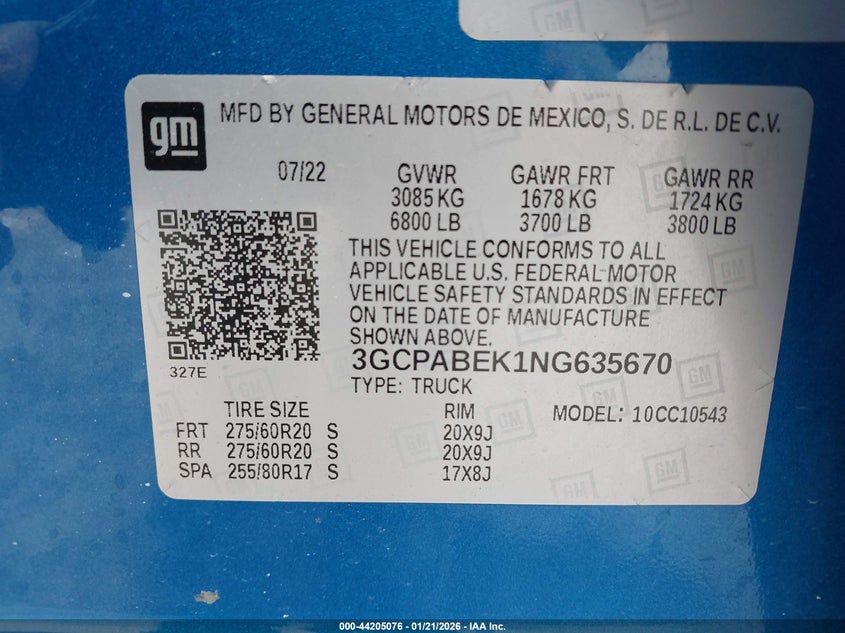 gm
MFD BY GENERAL MOTORS DE MEXICO, S. DE R.L. DE C.V.
07/22 GVWR GAWR FRT GAWR RR
3085 KG 1678 KG 1724 KG
6800 LB 3700 LB 3800 LB
THIS VEHICLE CONFORMS TO ALL
APPLICABLE U.S. FEDERAL MOTOR
VEHICLE SAFETY STANDARDS IN EFFECT
ON THE DATE OF MANUFACTURE
SHOWN ABOVE.
327E
3GCPABEK1NG635670
TYPE: TRUCK
TIRE SIZE RIM MODEL: 10CC10543
FRT 275/60R20 S 20X9J
RR 275/60R20 S 20X9J
SPA 255/80R17 S 17X8J
000-44205076 - 01/21/2026 - IAA Inc.